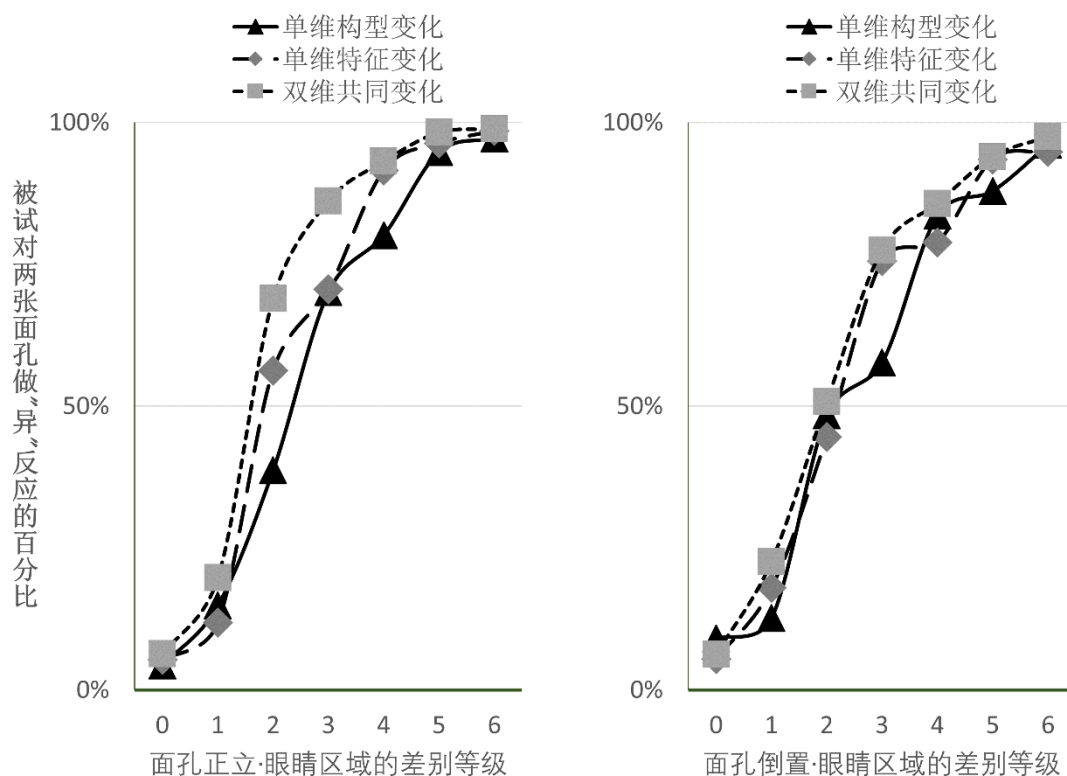 单维构型变化
单维特征变化
双维共同变化
100%
50%
0%
被试对两张面孔做“异”反应的百分比
0 1 2 3 4 5 6
面孔正立·眼睛区域的差别等级
单维构型变化
单维特征变化
双维共同变化
100%
50%
0%
0 1 2 3 4 5 6
面孔倒置·眼睛区域的差别等级